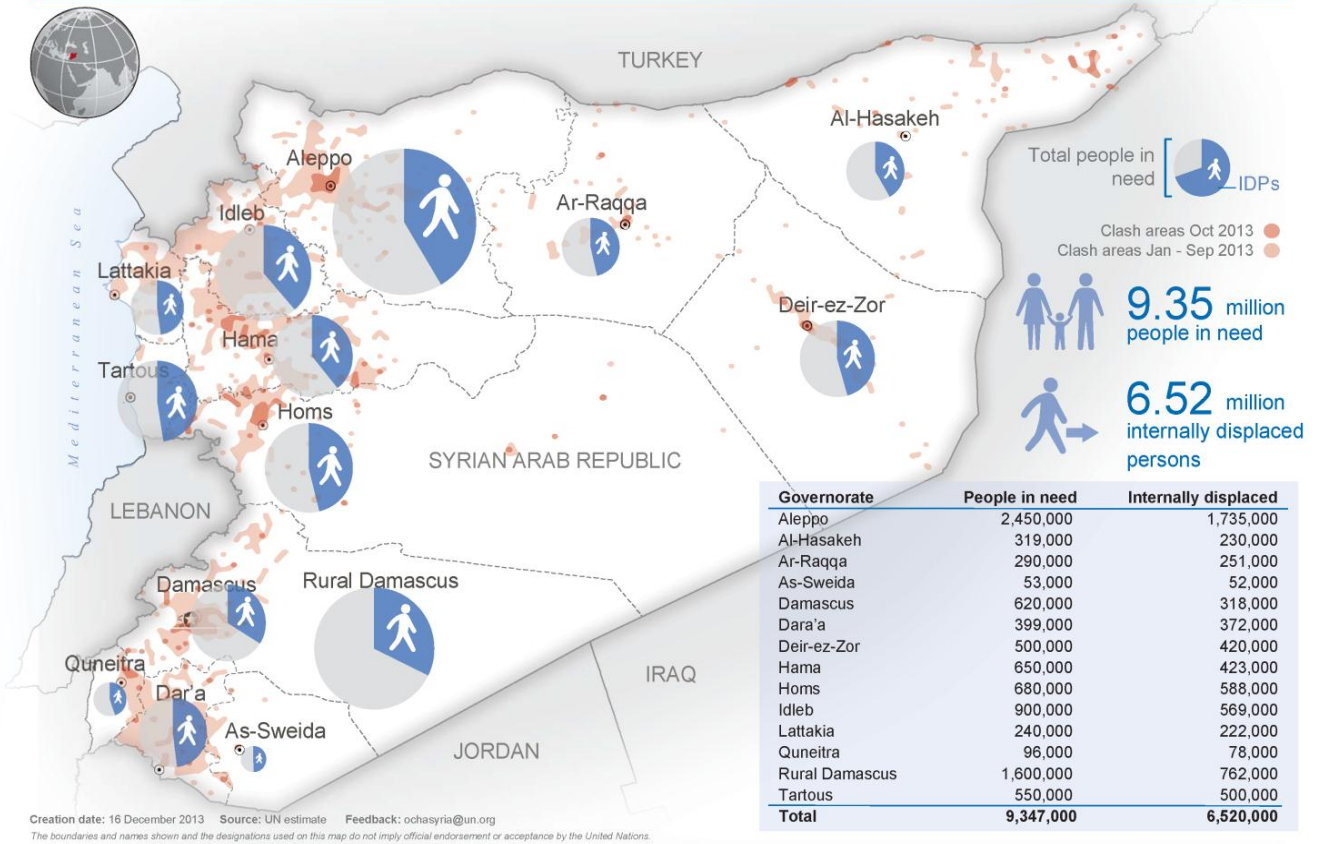 TURKEY
Al-Hasakeh
Aleppo
Ar-Raqqa
Idleb
Lattakia
Deir-ez-Zor
Hama
Tartous
Homs
Mediterranean Sea
SYRIAN ARAB REPUBLIC
LEBANON
Damascus
Rural Damascus
Quneitra
Dar'a
As-Sweida
IRAQ
JORDAN
Total people in
need
IDPs
Clash areas Oct 2013
Clash areas Jan - Sep 2013
9.35 million
people in need
6.52 million
internally displaced
persons
Governorate People in need Internally displaced
Aleppo 2,450,000 1,735,000
Al-Hasakeh 319,000 230,000
Ar-Raqqa 290,000 251,000
As-Sweida 53,000 52,000
Damascus 620,000 318,000
Dara'a 399,000 372,000
Deir-ez-Zor 500,000 420,000
Hama 650,000 423,000
Homs 680,000 588,000
Idleb 900,000 569,000
Lattakia 240,000 222,000
Quneitra 96,000 78,000
Rural Damascus 1,600,000 762,000
Tartous 550,000 500,000
Total 9,347,000 6,520,000
Creation date: 16 December 2013 Source: UN estimate Feedback: ochasyria@un.org
The boundaries and names shown and the designations used on this map do not imply official endorsement or acceptance by the United Nations.